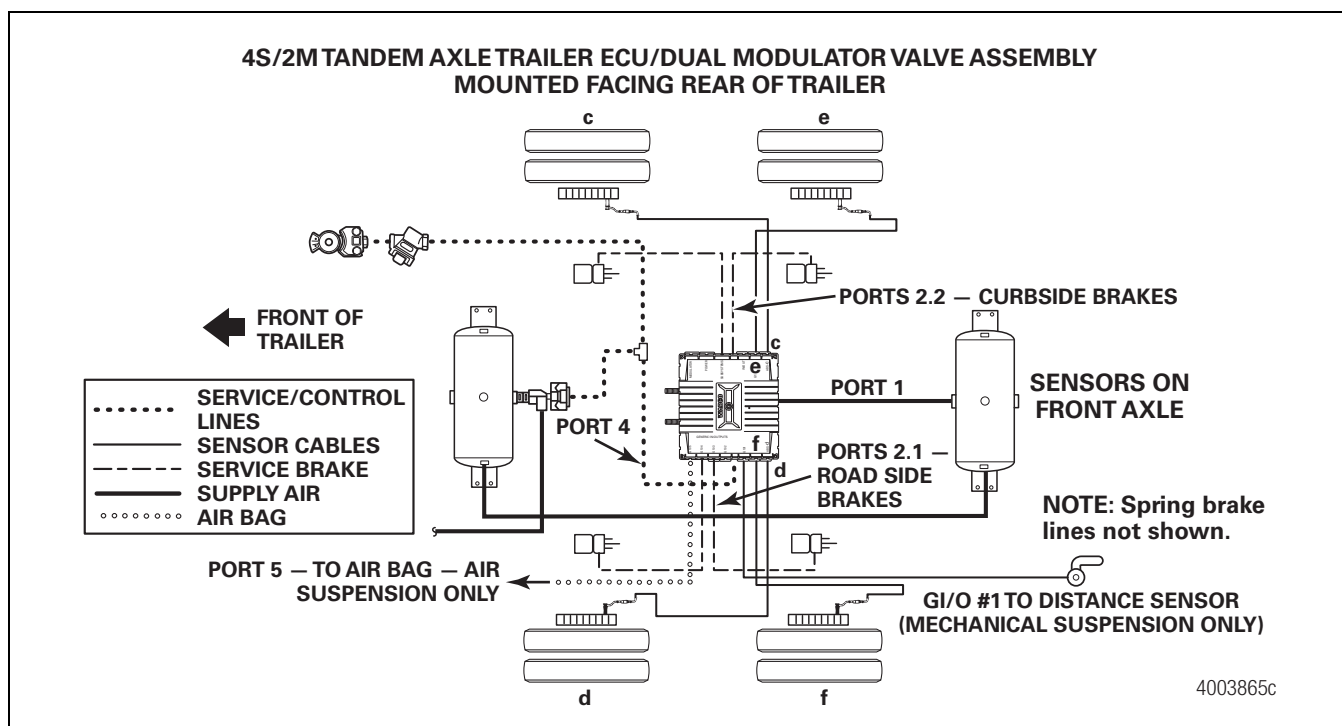 4S/2M TANDEM AXLE TRAILER ECU/DUAL MODULATOR VALVE ASSEMBLY
MOUNTED FACING REAR OF TRAILER
c
e
PORTS 2.2 — CURBSIDE BRAKES
FRONT OF
TRAILER
c
e
PORT 1
SENSORS ON
FRONT AXLE
SERVICE/CONTROL
LINES
SENSOR CABLES
SERVICE BRAKE
SUPPLY AIR
AIR BAG
PORT 4
f
d
PORTS 2.1 —
ROAD SIDE
BRAKES
NOTE: Spring brake
lines not shown.
PORT 5 — TO AIR BAG — AIR
SUSPENSION ONLY
GI/O #1 TO DISTANCE SENSOR
(MECHANICAL SUSPENSION ONLY)
d
f
4003865c